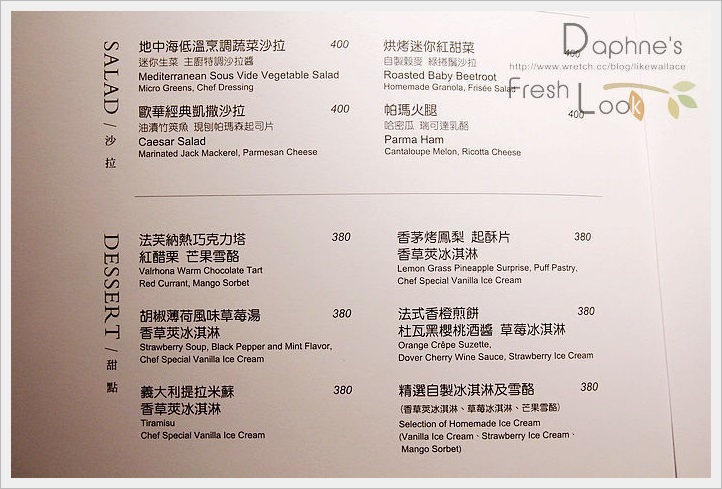 SALAD / 沙拉
地中海低溫烹調蔬菜沙拉 400
迷你生菜 主廚特調沙拉醬
Mediterranean Sous Vide Vegetable Salad
Micro Greens, Chef Dressing
歐華經典凱撒沙拉 400
油漬竹筴魚 現刨帕瑪森起司片
Caesar Salad
Marinated Jack Mackerel, Parmesan Cheese
烘烤迷你紅甜菜 400
自製穀麥 綠捲鬚沙拉
Roasted Baby Beetroot
Homemade Granola, Frisée Salad
帕瑪火腿 400
哈密瓜 瑞可達乳酪
Parma Ham
Cantaloupe Melon, Ricotta Cheese
DESSERT / 甜點
法芙納熱巧克力塔 380
紅醋栗 芒果雪酪
Valrhona Warm Chocolate Tart
Red Currant, Mango Sorbet
胡椒薄荷風味草莓湯 380
香草莢冰淇淋
Strawberry Soup, Black Pepper and Mint Flavor,
Chef Special Vanilla Ice Cream
義大利提拉米蘇 380
香草莢冰淇淋
Tiramisu
Chef Special Vanilla Ice Cream
香茅烤鳳梨 起酥片 380
香草莢冰淇淋
Lemon Grass Pineapple Surprise, Puff Pastry,
Chef Special Vanilla Ice Cream
法式香橙煎餅 380
杜瓦黑櫻桃酒醬 草莓冰淇淋
Orange Crêpe Suzette,
Dover Cherry Wine Sauce, Strawberry Ice Cream
精選自製冰淇淋及雪酪 380
(香草莢冰淇淋、草莓冰淇淋、芒果雪酪)
Selection of Homemade Ice Cream
(Vanilla Ice Cream、Strawberry Ice Cream、
Mango Sorbet)
Daphne's
http://www.wretch.cc/blog/likewallace
Fresh Look